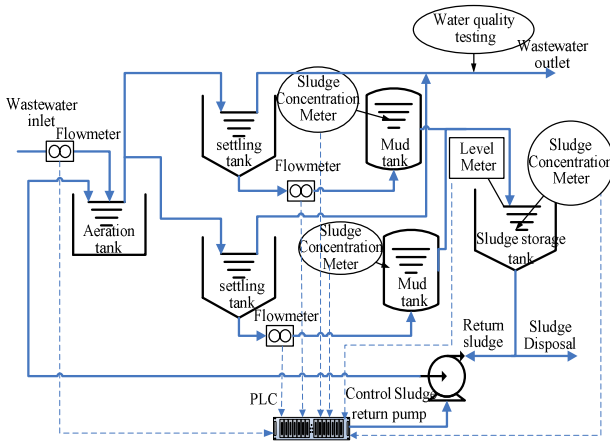 Water quality
testing
Wastewater
outlet
Wastewater
inlet
Flowmeter
Sludge
Concentration
Meter
settling
tank
Mud
tank
Level
Meter
Sludge
Concentration
Meter
Flowmeter
Aeration
tank
Sludge
Concentration
Meter
Sludge storage
tank
settling
tank
Mud
tank
Flowmeter
Return
sludge
Sludge
Disposal
PLC
Control Sludge
return pump